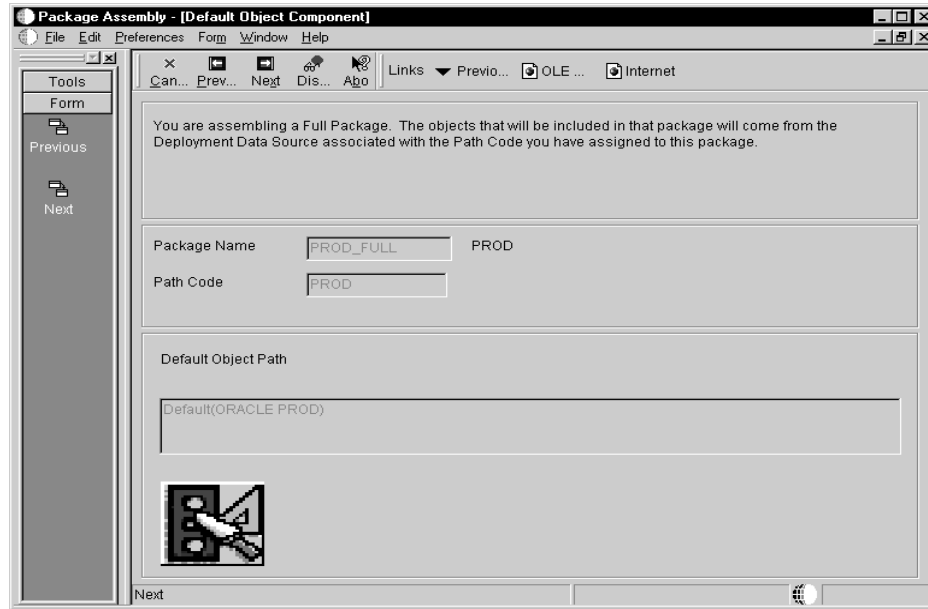 Package Assembly - [Default Object Component]
File Edit Preferences Form Window Help
Can... Prev... Next Dis... Abo Links Previo... OLE ... Internet
Tools
Form
Previous
Next
You are assembling a Full Package. The objects that will be included in that package will come from the
Deployment Data Source associated with the Path Code you have assigned to this package.
Package Name PROD_FULL PROD
Path Code PROD
Default Object Path
Default(ORACLE PROD)
Next